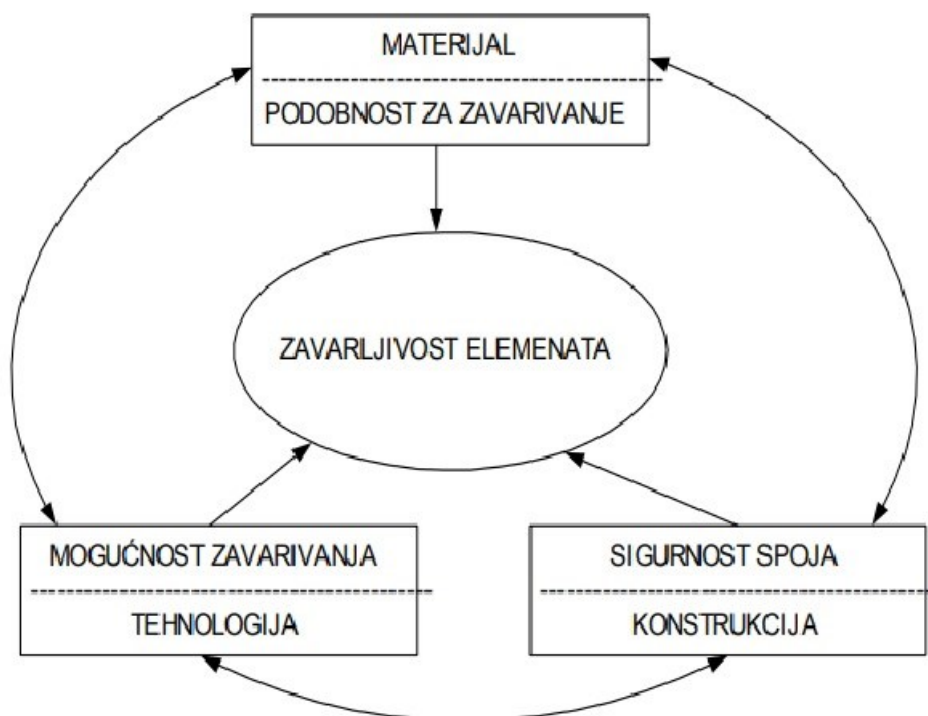 MATERIJAL
PODOBNOST ZA ZAVARIVANJE
ZAVARLJIVOST ELEMENATA
MOGUĆNOST ZAVARIVANJA
TEHNOLOGIJA
SIGURNOST SPOJA
KONSTRUKCIJA